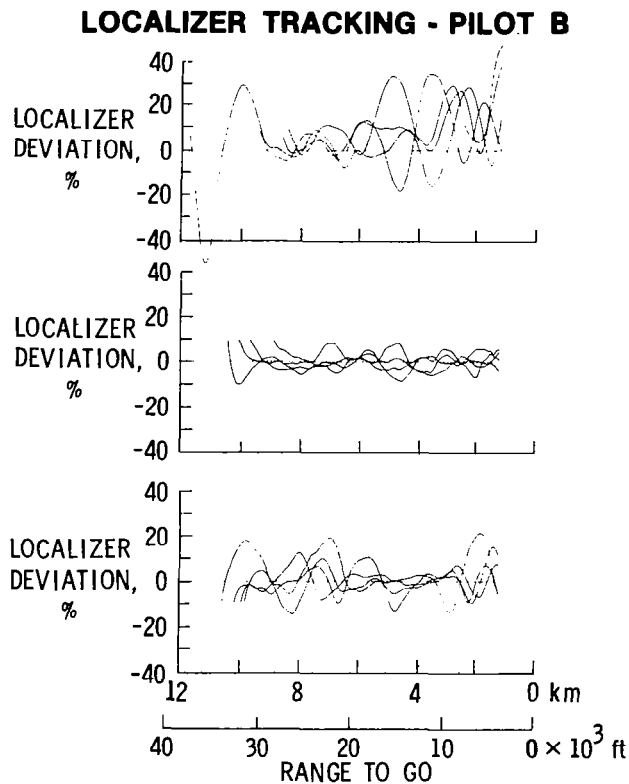 LOCALIZER TRACKING - PILOT B
40
20
0
-20
-40
LOCALIZER
DEVIATION,
%
40
20
0
-20
-40
LOCALIZER
DEVIATION,
%
40
20
0
-20
-40
LOCALIZER
DEVIATION,
%
12 8 4 0 km
40 30 20 10 0 × 10³ ft
RANGE TO GO